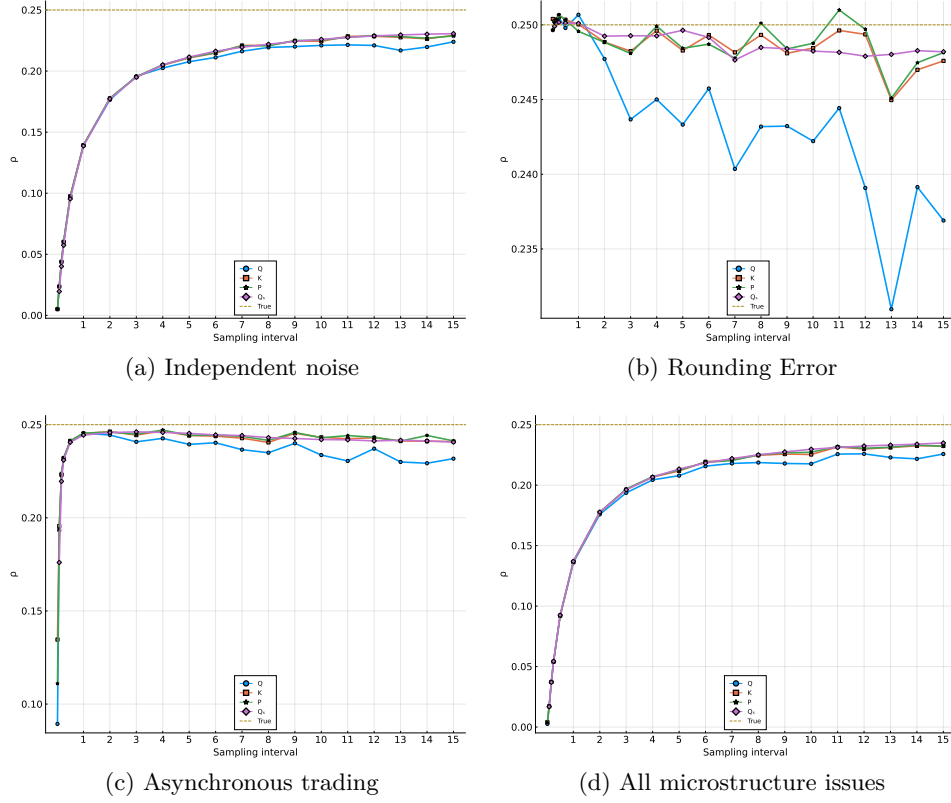 0.25
0.20
0.15
0.10
0.05
0.00
ρ
1 2 3 4 5 6 7 8 9 10 11 12 13 14 15
Sampling interval
Q
K
P
Qₛ
True
(a) Independent noise
0.250
0.245
0.240
0.235
ρ
1 2 3 4 5 6 7 8 9 10 11 12 13 14 15
Sampling interval
Q
K
P
Qₛ
True
(b) Rounding Error
0.25
0.20
0.15
0.10
ρ
1 2 3 4 5 6 7 8 9 10 11 12 13 14 15
Sampling interval
Q
K
P
Qₛ
True
(c) Asynchronous trading
0.25
0.20
0.15
0.10
0.05
0.00
ρ
1 2 3 4 5 6 7 8 9 10 11 12 13 14 15
Sampling interval
Q
K
P
Qₛ
True
(d) All microstructure issues